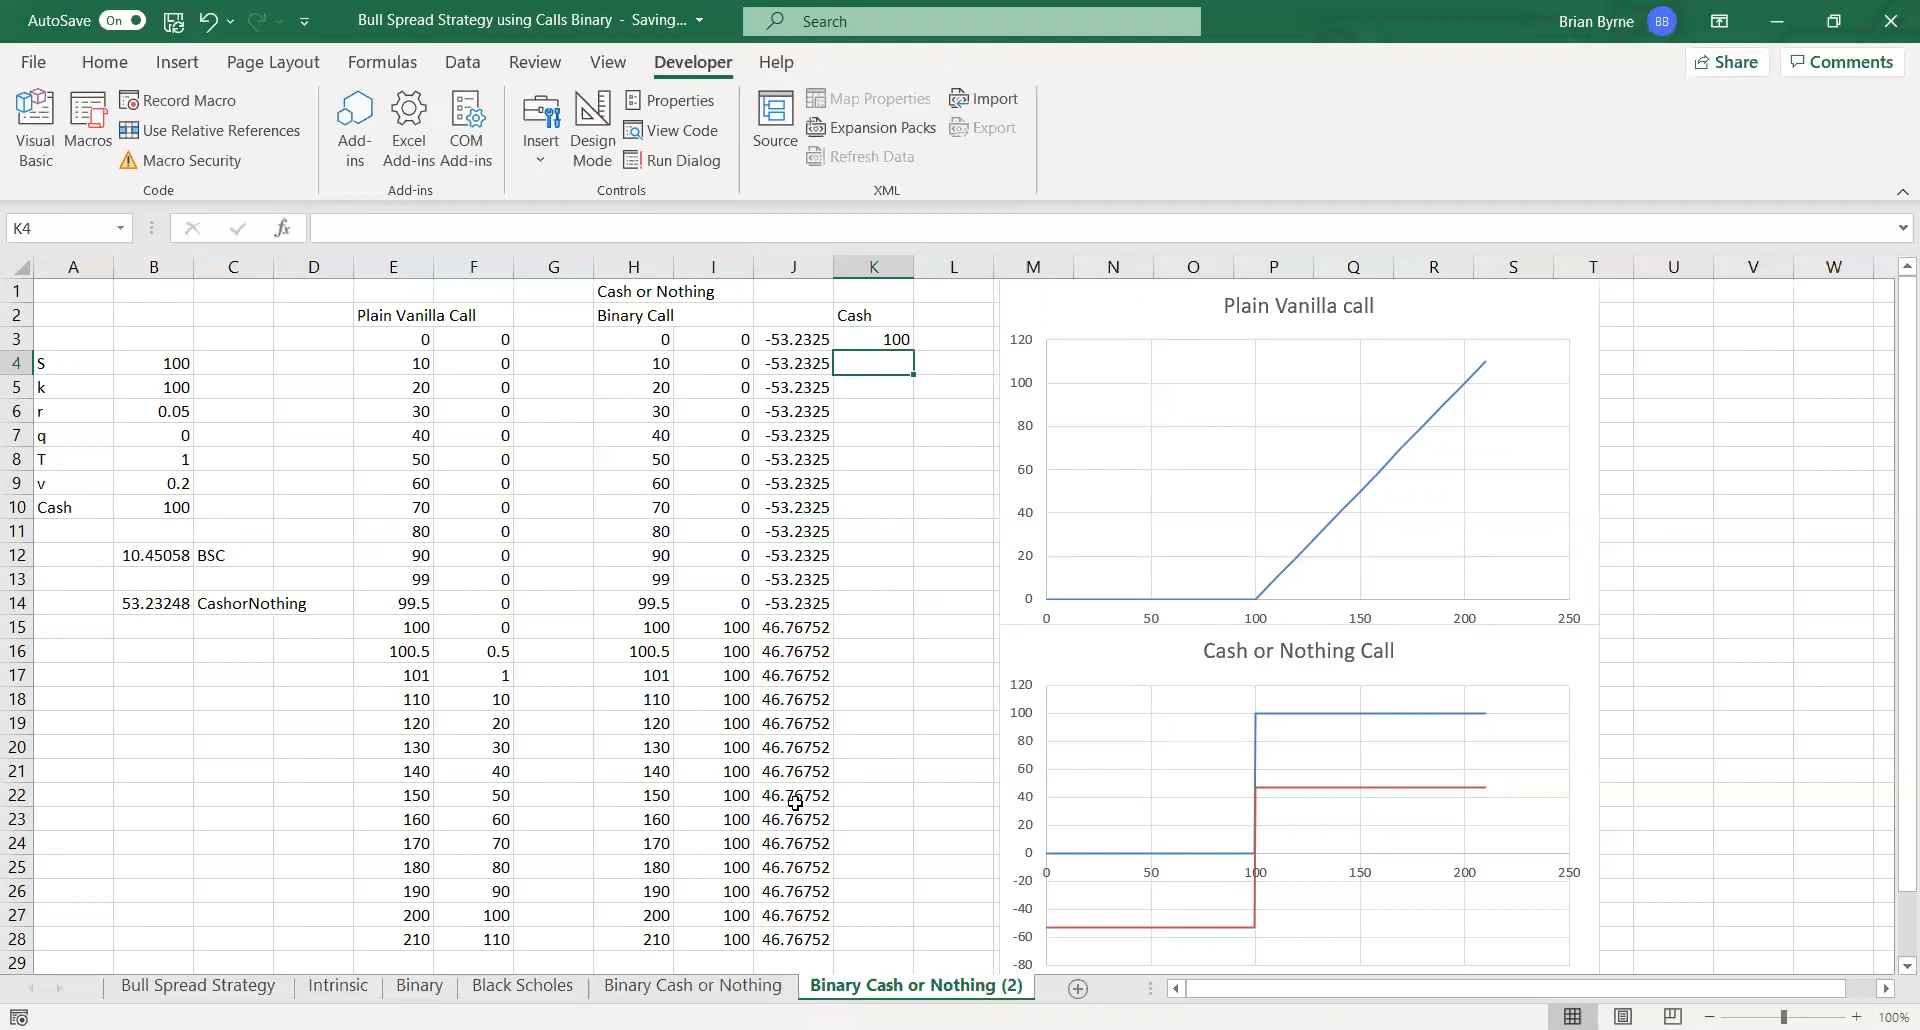 AutoSave On Bull Spread Strategy using Calls Binary - Saving... Search Brian Byrne BB
File Home Insert Page Layout Formulas Data Review View Developer Help Share Comments
Visual Basic
Macros
Record Macro
Use Relative References
Macro Security
Code
Add-ins
Excel Add-ins
COM Add-ins
Add-ins
Insert
Design Mode
Properties
View Code
Run Dialog
Controls
Source
Map Properties
Expansion Packs
Refresh Data
Import
Export
XML
K4 fx
A B C D E F G H I J K L M N O P Q R S T U V W
1 Cash or Nothing
2 Plain Vanilla Call Binary Call Cash
3 0 0 0 0 -53.2325 100
4 S 100 10 0 10 0 -53.2325
5 k 100 20 0 20 0 -53.2325
6 r 0.05 30 0 30 0 -53.2325
7 q 0 40 0 40 0 -53.2325
8 T 1 50 0 50 0 -53.2325
9 v 0.2 60 0 60 0 -53.2325
10 Cash 100 70 0 70 0 -53.2325
11 80 0 80 0 -53.2325
12 10.45058 BSC 90 0 90 0 -53.2325
13 99 0 99 0 -53.2325
14 53.23248 CashorNothing 99.5 0 99.5 0 -53.2325
15 100 0 100 100 46.76752
16 100.5 0.5 100.5 100 46.76752
17 101 1 101 100 46.76752
18 110 10 110 100 46.76752
19 120 20 120 100 46.76752
20 130 30 130 100 46.76752
21 140 40 140 100 46.76752
22 150 50 150 100 46.76752
23 160 60 160 100 46.76752
24 170 70 170 100 46.76752
25 180 80 180 100 46.76752
26 190 90 190 100 46.76752
27 200 100 200 100 46.76752
28 210 110 210 100 46.76752
29
Plain Vanilla call
120
100
80
60
40
20
0
0 50 100 150 200 250
Cash or Nothing Call
120
100
80
60
40
20
0
0 50 100 150 200 250
-20
-40
-60
-80
Bull Spread Strategy Intrinsic Binary Black Scholes Binary Cash or Nothing Binary Cash or Nothing (2)
100%